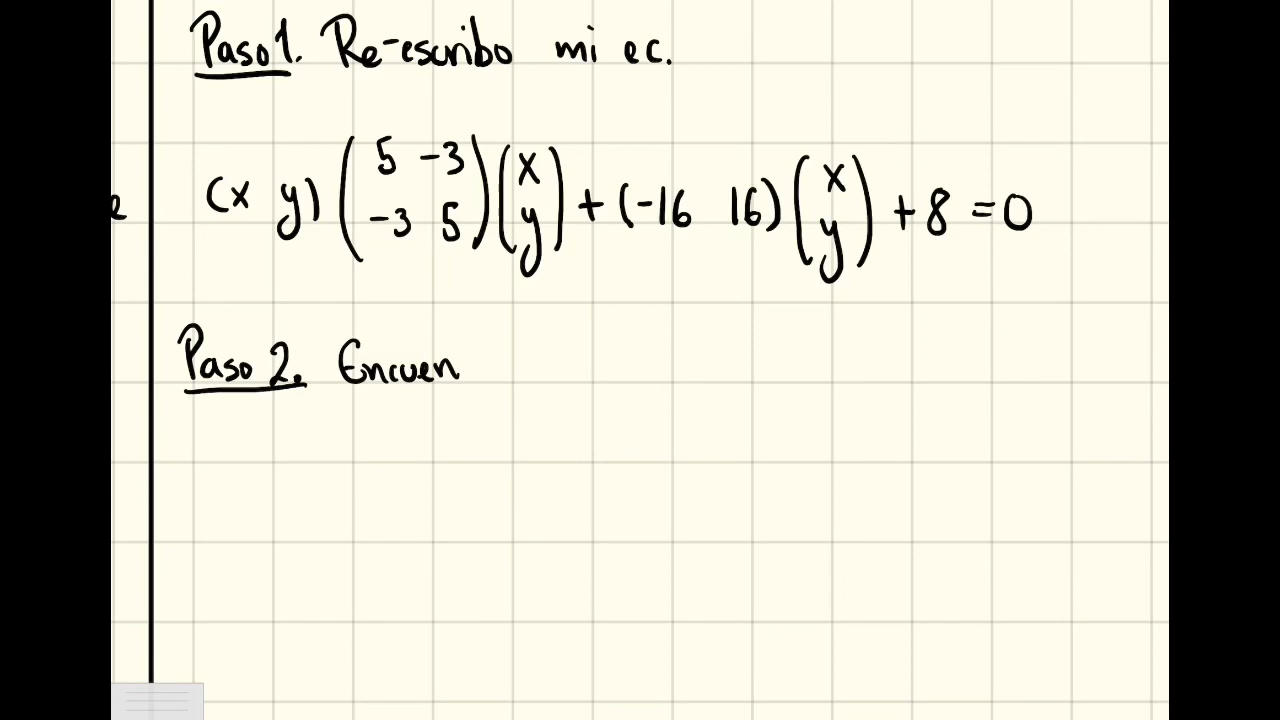 Paso 1. Re-escribo mi ec.
(x y) ( 5 -3 ) ( x ) + (-16 16) ( x ) + 8 = 0
( -3 5 ) ( y ) ( y )
Paso 2. Encuen